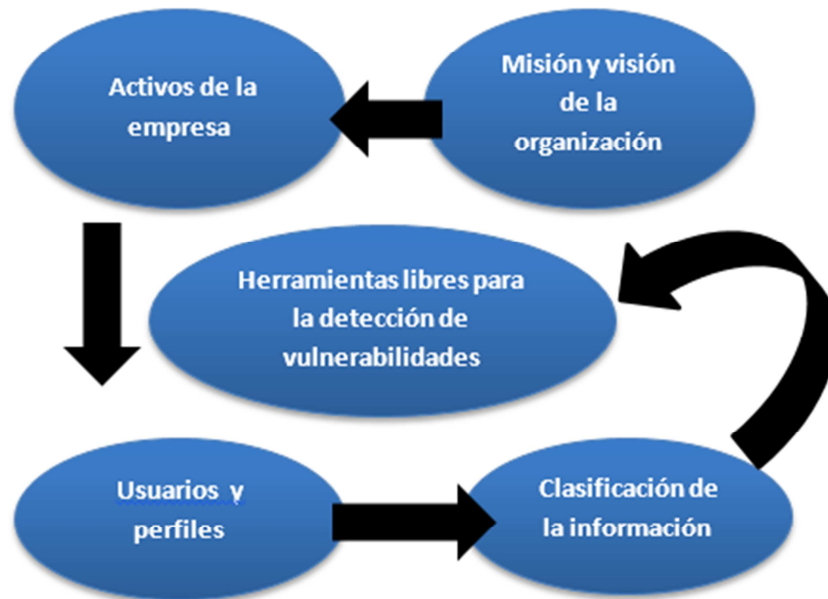 Activos de la
empresa
Misión y visión
de la
organización
Herramientas libres para
la detección de
vulnerabilidades
Usuarios y
perfiles
Clasificación de
la información